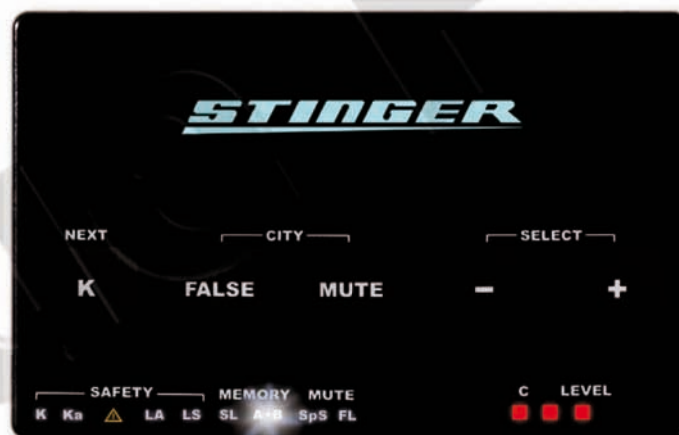 STINGER
NEXT CITY SELECT
K FALSE MUTE - +
SAFETY MEMORY MUTE C LEVEL
K Ka LA LS SL A+B SpS FL